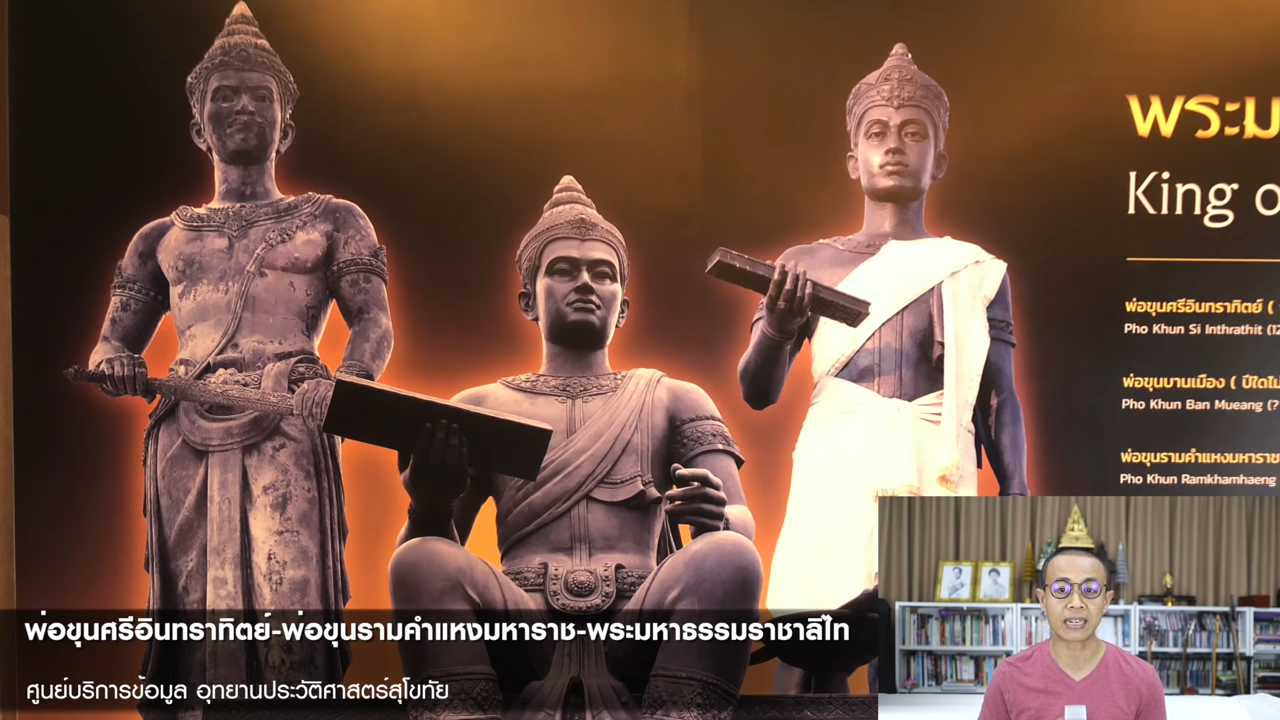 พระม
King o
พ่อขุนศรีอินทราทิตย์ (
Pho Khun Si Inthrathit (12
พ่อขุนบานเมือง ( ปีใดไม่
Pho Khun Ban Mueang (?
พ่อขุนรามคำแหงมหาราช
Pho Khun Ramkhamhaeng
พ่อขุนศรีอินทราทิตย์-พ่อขุนรามคำแหงมหาราช-พระมหาธรรมราชาลิไท
ศูนย์บริการข้อมูล อุทยานประวัติศาสตร์สุโขทัย